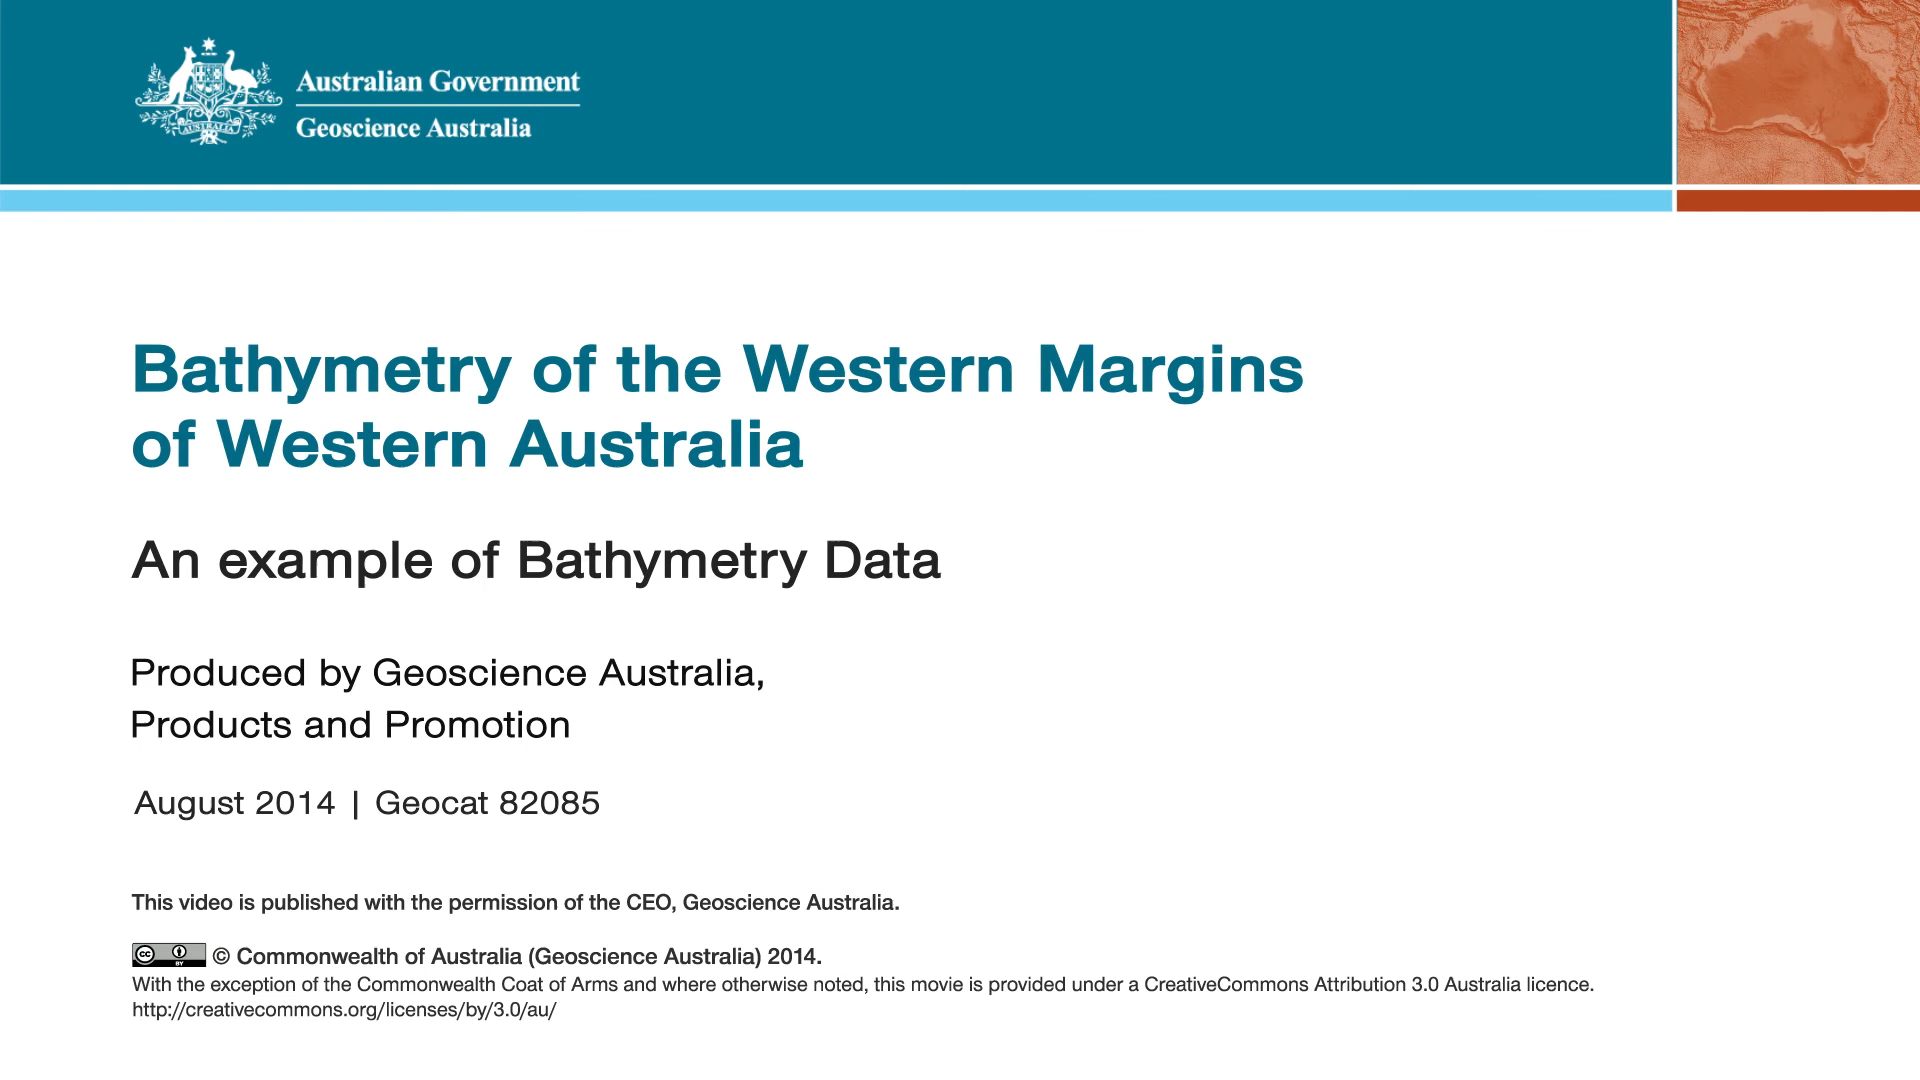 Australian Government
Geoscience Australia
AUSTRALIA
Bathymetry of the Western Margins
of Western Australia
An example of Bathymetry Data
Produced by Geoscience Australia,
Products and Promotion
August 2014 | Geocat 82085
This video is published with the permission of the CEO, Geoscience Australia.
cc BY © Commonwealth of Australia (Geoscience Australia) 2014.
With the exception of the Commonwealth Coat of Arms and where otherwise noted, this movie is provided under a CreativeCommons Attribution 3.0 Australia licence.
http://creativecommons.org/licenses/by/3.0/au/